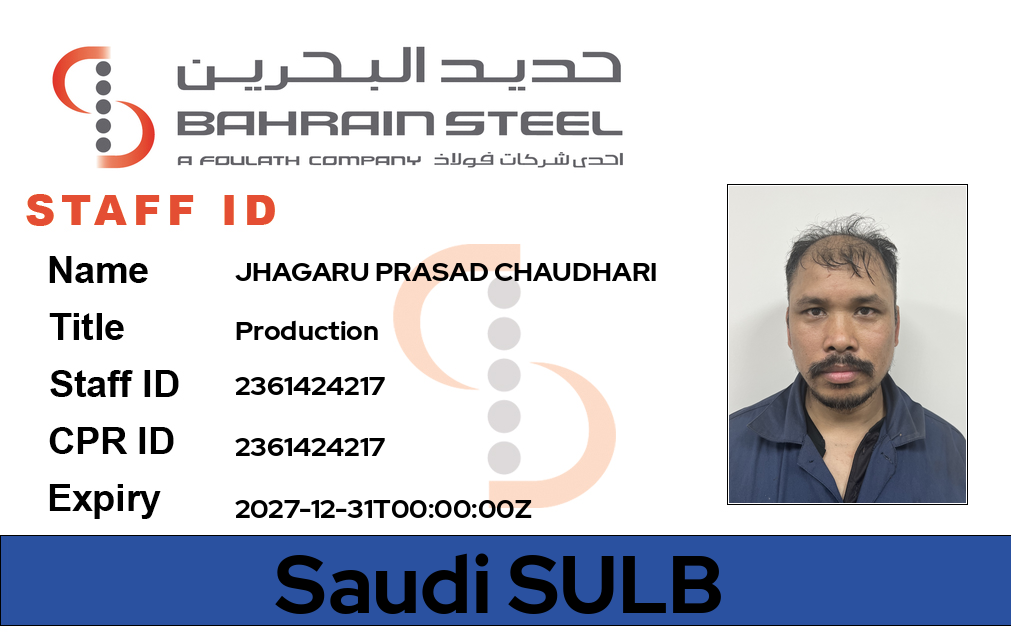 حديد البحرين
BAHRAIN STEEL
A FOULATH COMPANY احدى شركات فولاذ
STAFF ID
Name JHAGARU PRASAD CHAUDHARI
Title Production
Staff ID 2361424217
CPR ID 2361424217
Expiry 2027-12-31T00:00:00Z
Saudi SULB